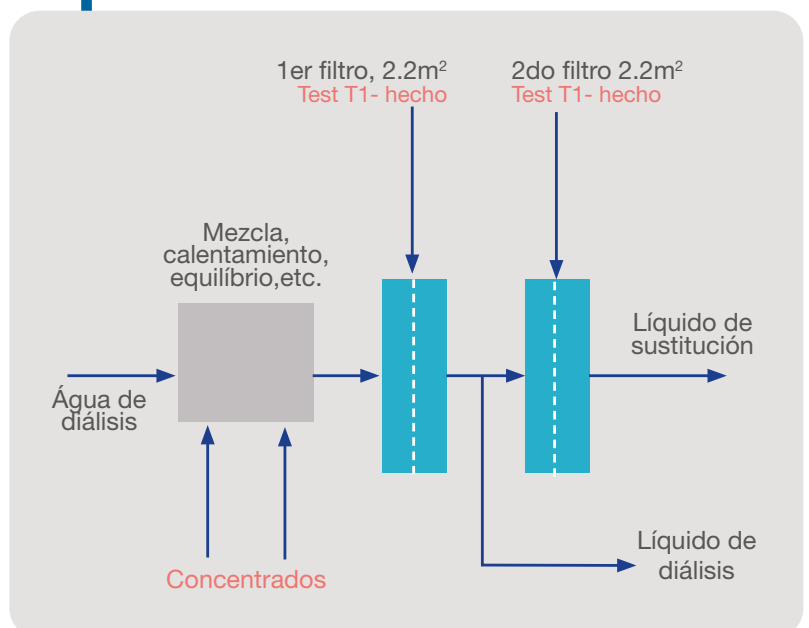 1er filtro, 2.2m²
Test T1- hecho
2do filtro 2.2m²
Test T1- hecho
Mezcla,
calentamiento,
equilíbrio,etc.
Líquido de
sustitución
Água de
diálisis
Líquido de
diálisis
Concentrados